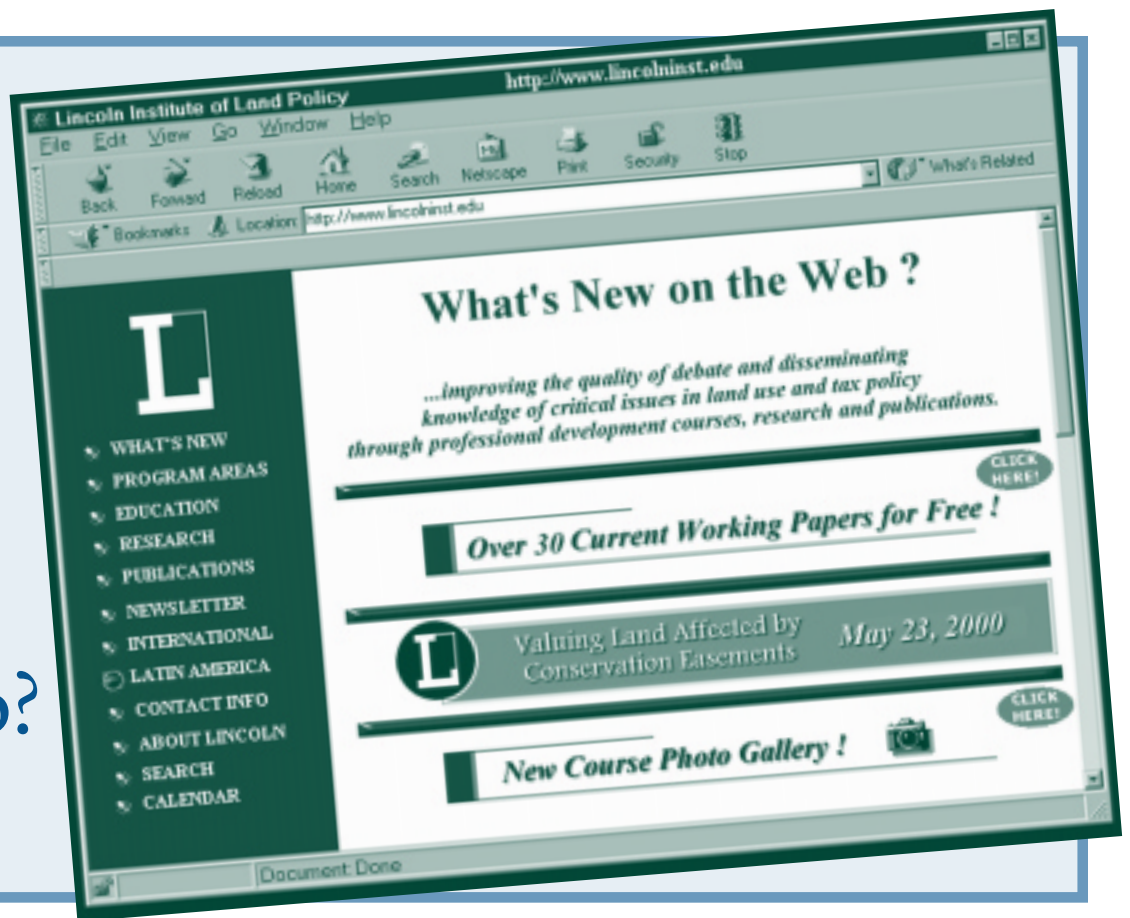 Lincoln Institute of Land Policy
http://www.lincolninst.edu
File Edit View Go Window Help
Back Forward Reload Home Search Netscape Print Security Stop
Bookmarks Location: http://www.lincolninst.edu What's Related
L
WHAT'S NEW
PROGRAM AREAS
EDUCATION
RESEARCH
PUBLICATIONS
NEWSLETTER
INTERNATIONAL
LATIN AMERICA
CONTACT INFO
ABOUT LINCOLN
SEARCH
CALENDAR
What's New on the Web ?
...improving the quality of debate and disseminating
knowledge of critical issues in land use and tax policy
through professional development courses, research and publications.
CLICK
HERE!
Over 30 Current Working Papers for Free !
L
Valuing Land Affected by
Conservation Easements
May 23, 2000
CLICK
HERE!
New Course Photo Gallery !
Document: Done
?